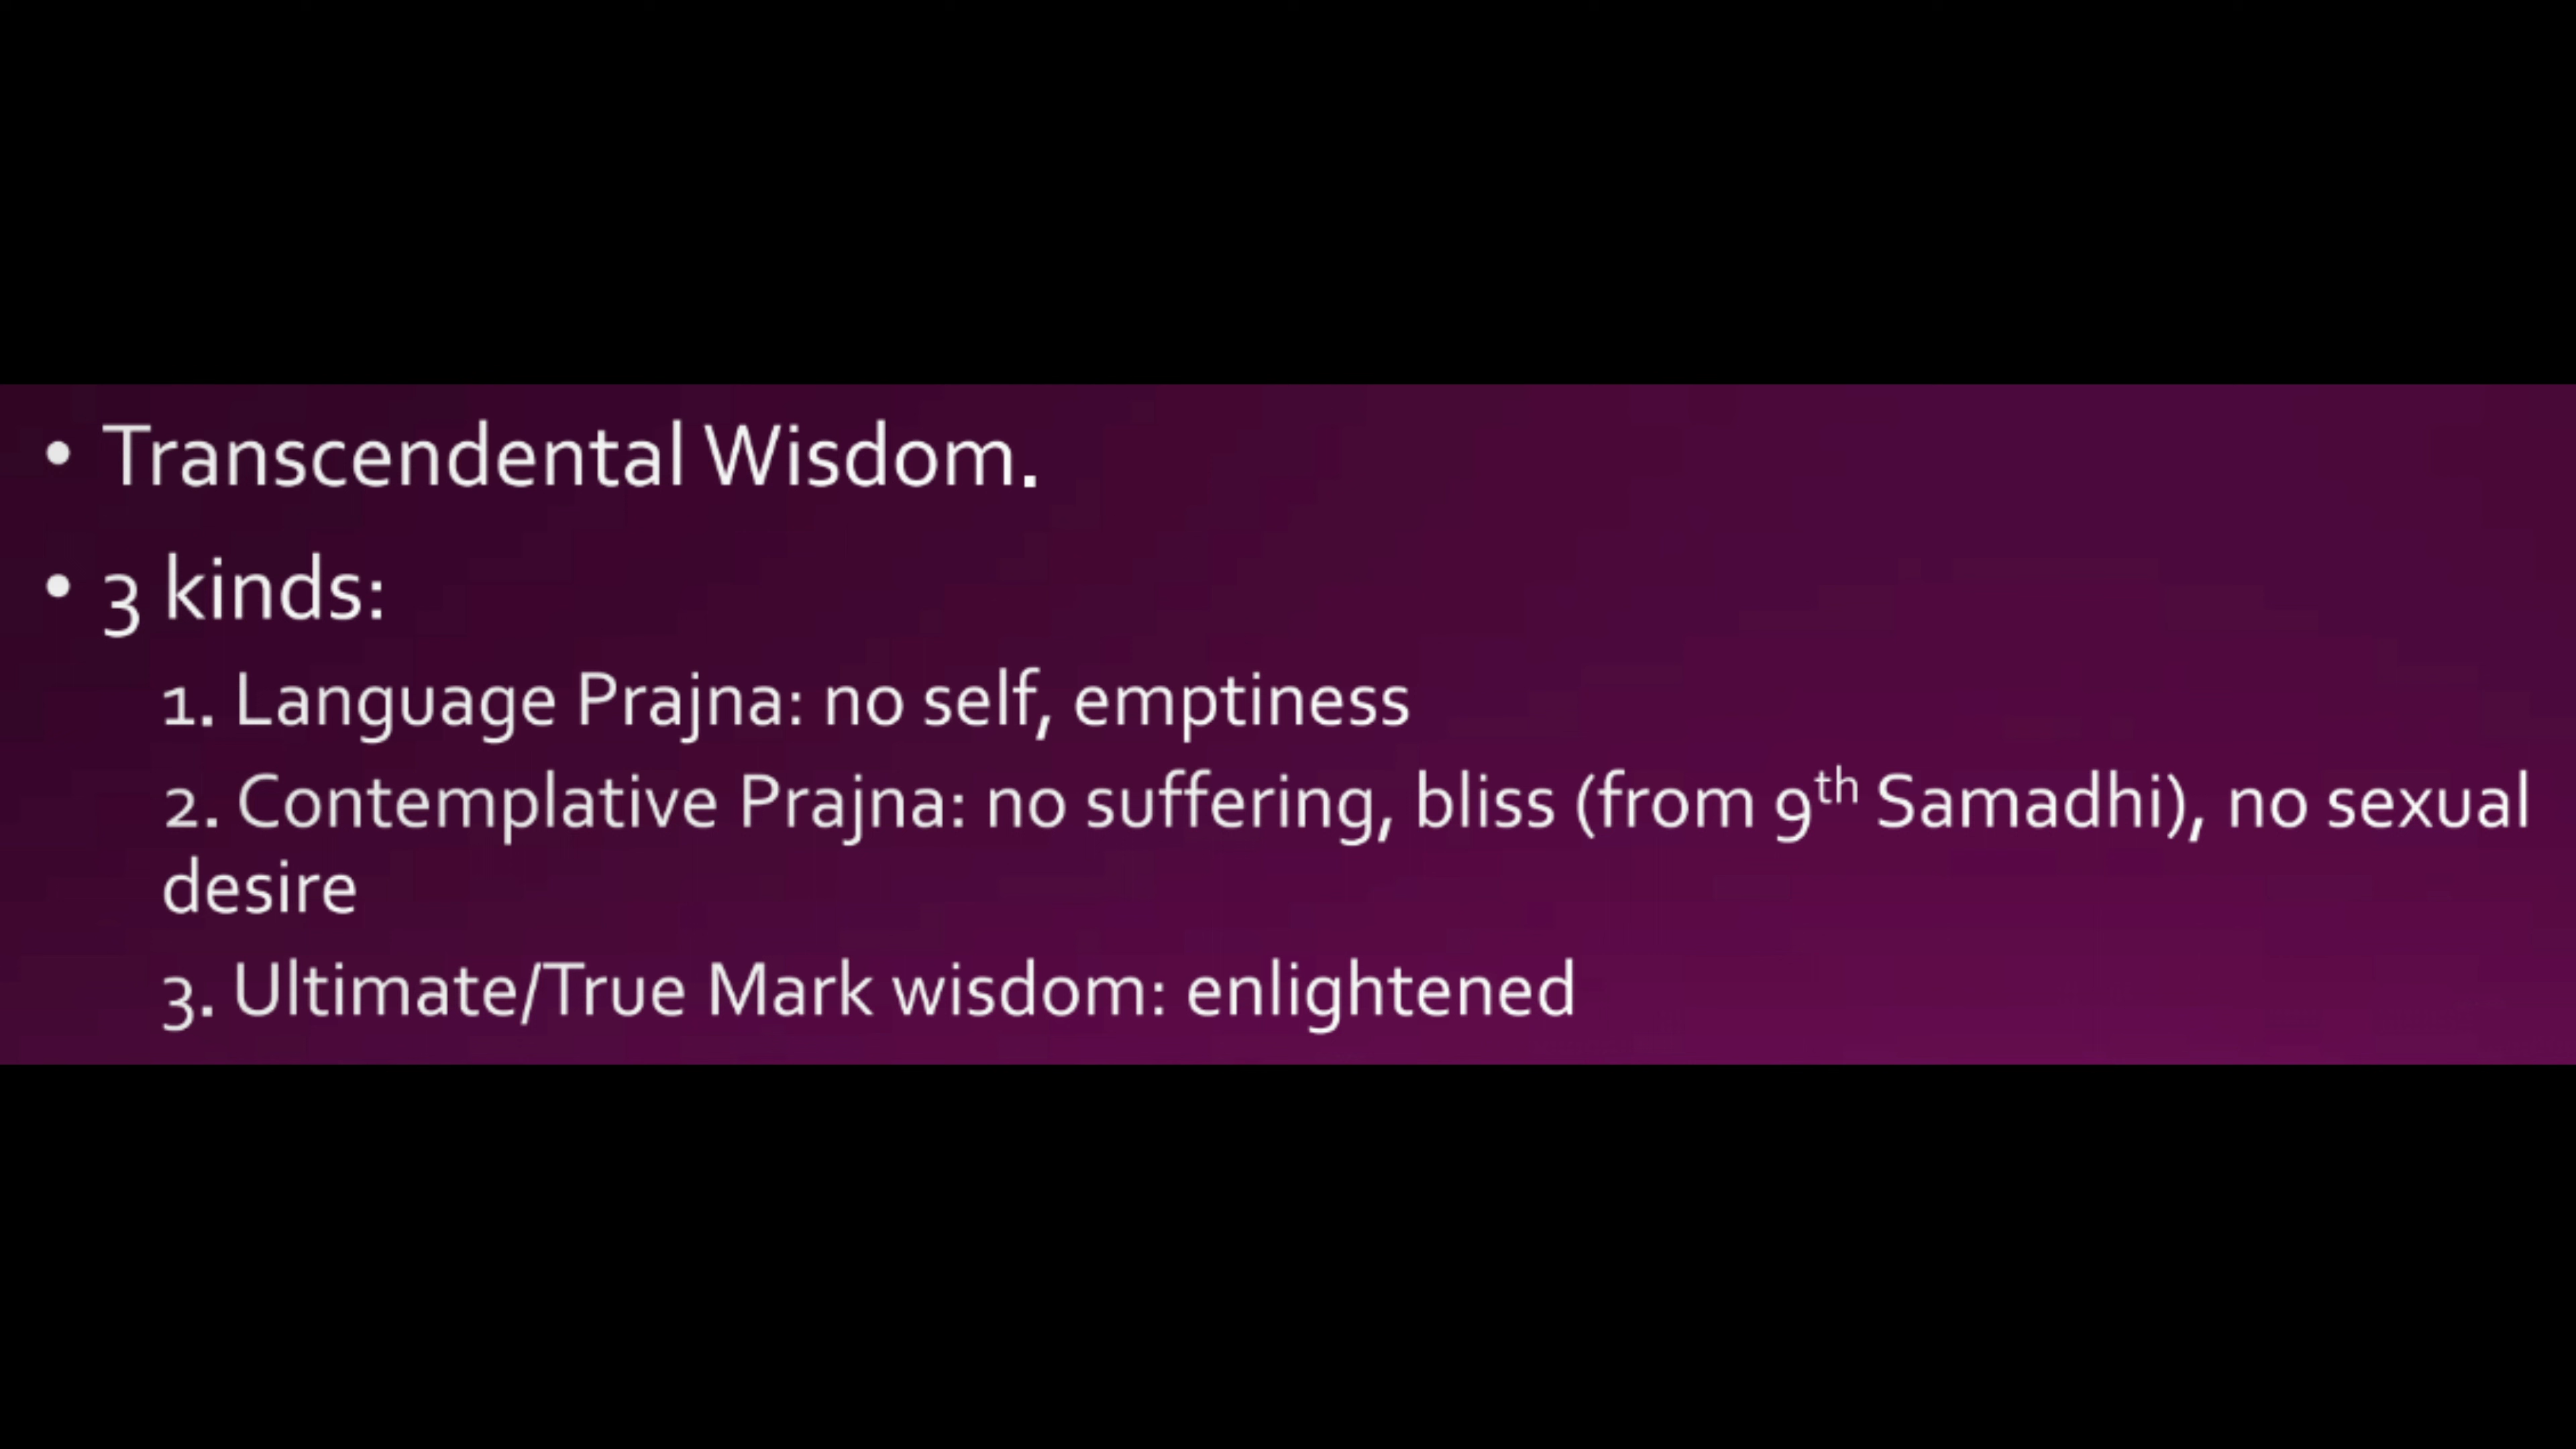 • Transcendental Wisdom.
• 3 kinds:
1. Language Prajna: no self, emptiness
2. Contemplative Prajna: no suffering, bliss (from 9th Samadhi), no sexual
desire
3. Ultimate/True Mark wisdom: enlightened